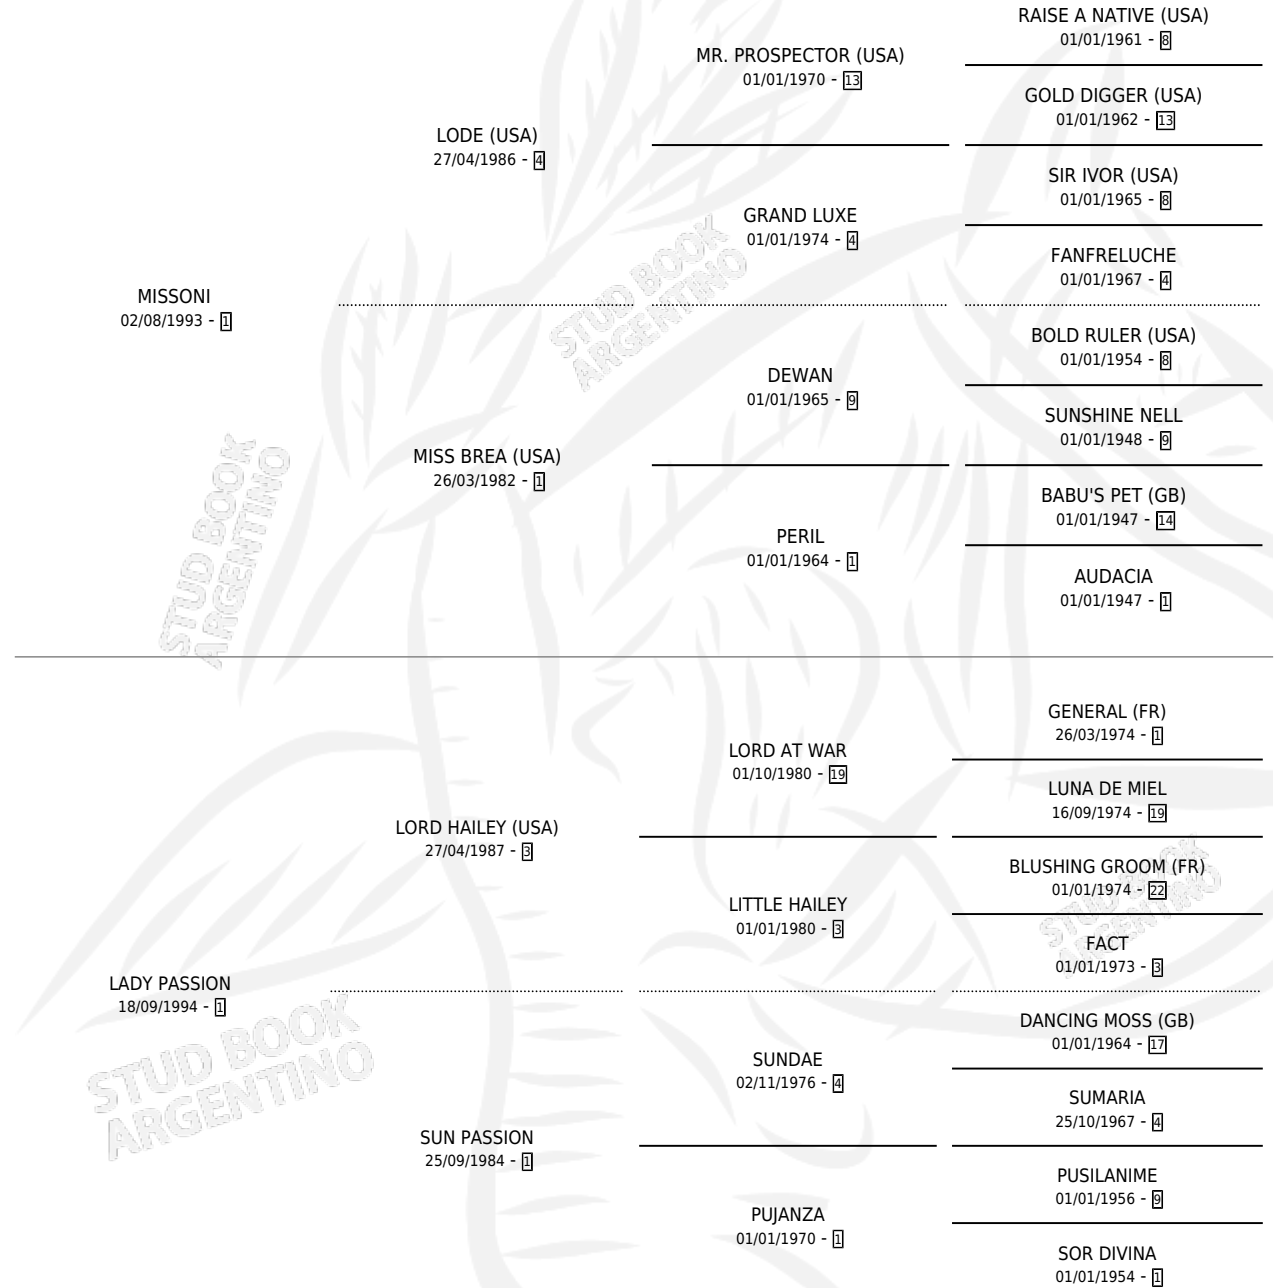 RAISE A NATIVE (USA)
01/01/1961 - 8
MR. PROSPECTOR (USA)
01/01/1970 - 13
GOLD DIGGER (USA)
01/01/1962 - 13
LODE (USA)
27/04/1986 - 4
SIR IVOR (USA)
01/01/1965 - 8
GRAND LUXE
01/01/1974 - 4
FANFRELUCHE
01/01/1967 - 4
MISSONI
02/08/1993 - 1
STUD BOOK
ARGENTINO
BOLD RULER (USA)
01/01/1954 - 8
DEWAN
01/01/1965 - 9
SUNSHINE NELL
01/01/1948 - 9
MISS BREA (USA)
26/03/1982 - 1
BABU'S PET (GB)
01/01/1947 - 14
PERIL
01/01/1964 - 1
AUDACIA
01/01/1947 - 1
STUD BOOK
ARGENTINO
GENERAL (FR)
26/03/1974 - 1
LORD AT WAR
01/10/1980 - 19
LUNA DE MIEL
16/09/1974 - 19
LORD HAILEY (USA)
27/04/1987 - 3
BLUSHING GROOM (FR)
01/01/1974 - 22
LITTLE HAILEY
01/01/1980 - 3
STUD BOOK
ARGENTINO
FACT
01/01/1973 - 3
LADY PASSION
18/09/1994 - 1
STUD BOOK
ARGENTINO
DANCING MOSS (GB)
01/01/1964 - 17
SUNDAE
02/11/1976 - 4
SUMARIA
25/10/1967 - 4
SUN PASSION
25/09/1984 - 1
PUSILANIME
01/01/1956 - 9
PUJANZA
01/01/1970 - 1
SOR DIVINA
01/01/1954 - 1